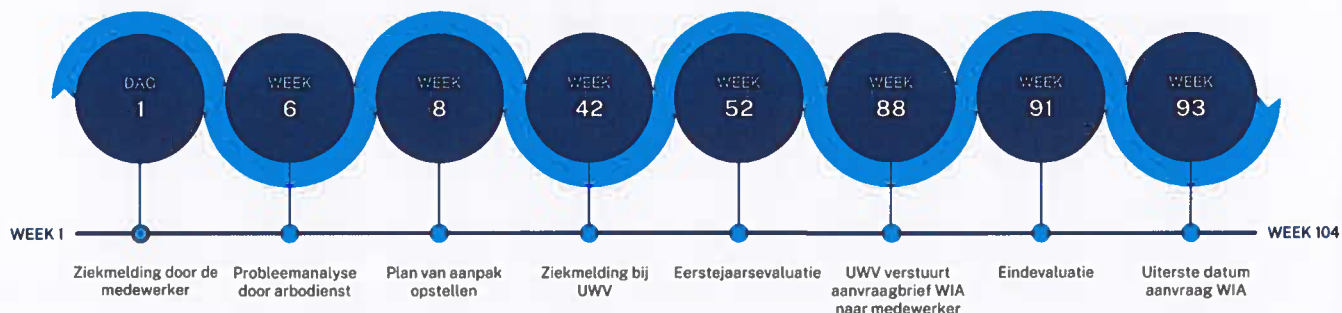 DAG
1
WEEK
6
WEEK
8
WEEK
42
WEEK
52
WEEK
88
WEEK
91
WEEK
93
WEEK 1
WEEK 104
Ziekmelding door de
medewerker
Probleemanalyse
door arbodienst
Plan van aanpak
opstellen
Ziekmelding bij
UWV
Eerstejaarsevaluatie
UWV verstuurt
aanvraagbrief WIA
naar medewerker
Eindevaluatie
Uiterste datum
aanvraag WIA